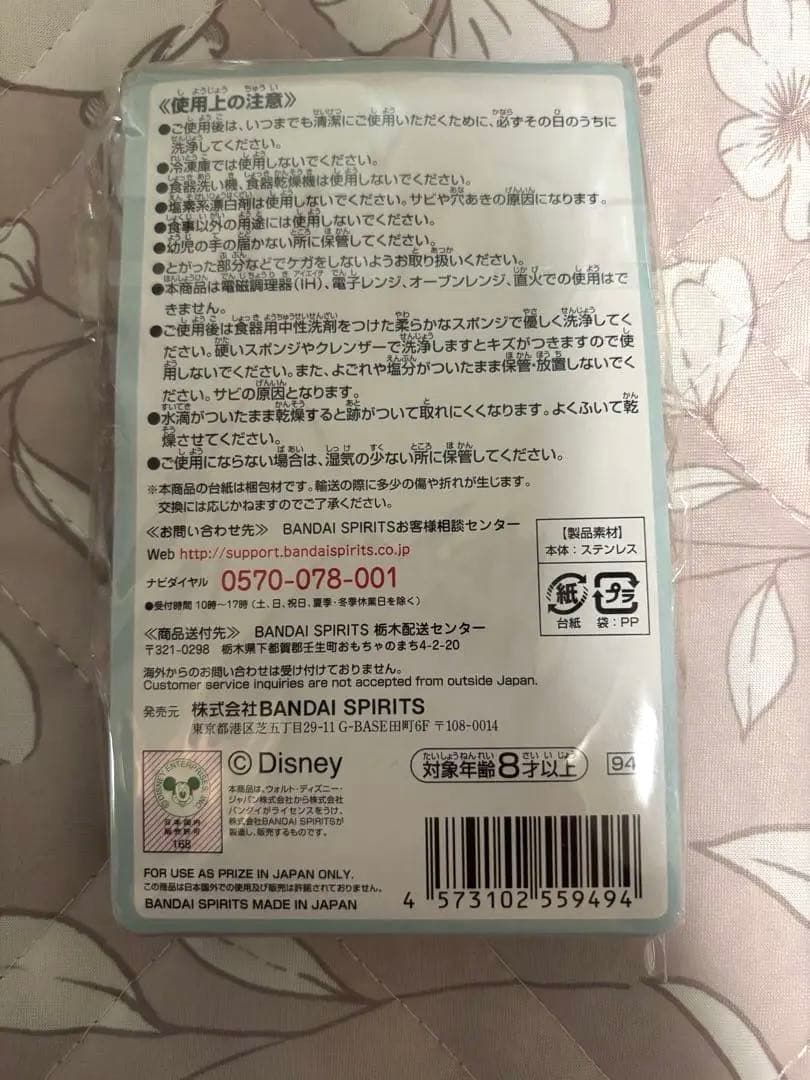 《使用上の注意》
●ご使用後は、いつまでも清潔にご使用いただくために、必ずその日のうちに
洗浄してください。
●冷凍庫では使用しないでください。
●食器洗い機、食器乾燥機は使用しないでください。
●塩素系漂白剤は使用しないでください。サビや穴あきの原因になります。
●食事以外の用途には使用しないでください。
●幼児の手の届かない所に保管してください。
●とがった部分などでケガをしないようお取り扱いください。
●本商品は電磁調理器(IH)、電子レンジ、オーブンレンジ、直火での使用はで
きません。
●ご使用後は食器用中性洗剤をつけた柔らかなスポンジで優しく洗浄してく
ださい。硬いスポンジやクレンザーで洗浄しますとキズがつきますので使
用しないでください。また、よごれや塩分がついたまま保管・放置しないでく
ださい。サビの原因となります。
●水滴がついたまま乾燥すると跡がついて取れにくくなります。よくふいて乾
燥させてください。
●ご使用にならない場合は、湿気の少ない所に保管してください。
※本商品の台紙は梱包材です。輸送の際に多少の傷や折れが生じます。
交換には応じかねますのでご了承ください。
≪お問い合わせ先≫ BANDAI SPIRITSお客様相談センター
Web http://support.bandaispirits.co.jp
ナビダイヤル 0570-078-001
●受付時間 10時～17時(土、日、祝日、夏季・冬季休業日を除く)
【製品素材】
本体：ステンレス
紙 プラ
台紙 袋：PP
≪商品送付先≫ BANDAI SPIRITS 栃木配送センター
〒321-0298 栃木県下都賀郡壬生町おもちゃのまち4-2-20
海外からのお問い合わせは受け付けておりません。
Customer service inquiries are not accepted from outside Japan.
発売元 株式会社BANDAI SPIRITS
東京都港区芝五丁目29-11 G-BASE田町6F 〒108-0014
©DISNEY ENTERPRISES, INC.
日本国内
販売許可
168
© Disney
対象年齢8才以上
94
本商品は、ウォルト・ディズニー・
ジャパン株式会社から株式会社
バンダイがライセンスをうけ、
株式会社BANDAI SPIRITSが
製造し、販売するものです。
FOR USE AS PRIZE IN JAPAN ONLY.
この商品は日本国外での使用及び販売は許諾されておりません。
BANDAI SPIRITS MADE IN JAPAN
4 573102 559494